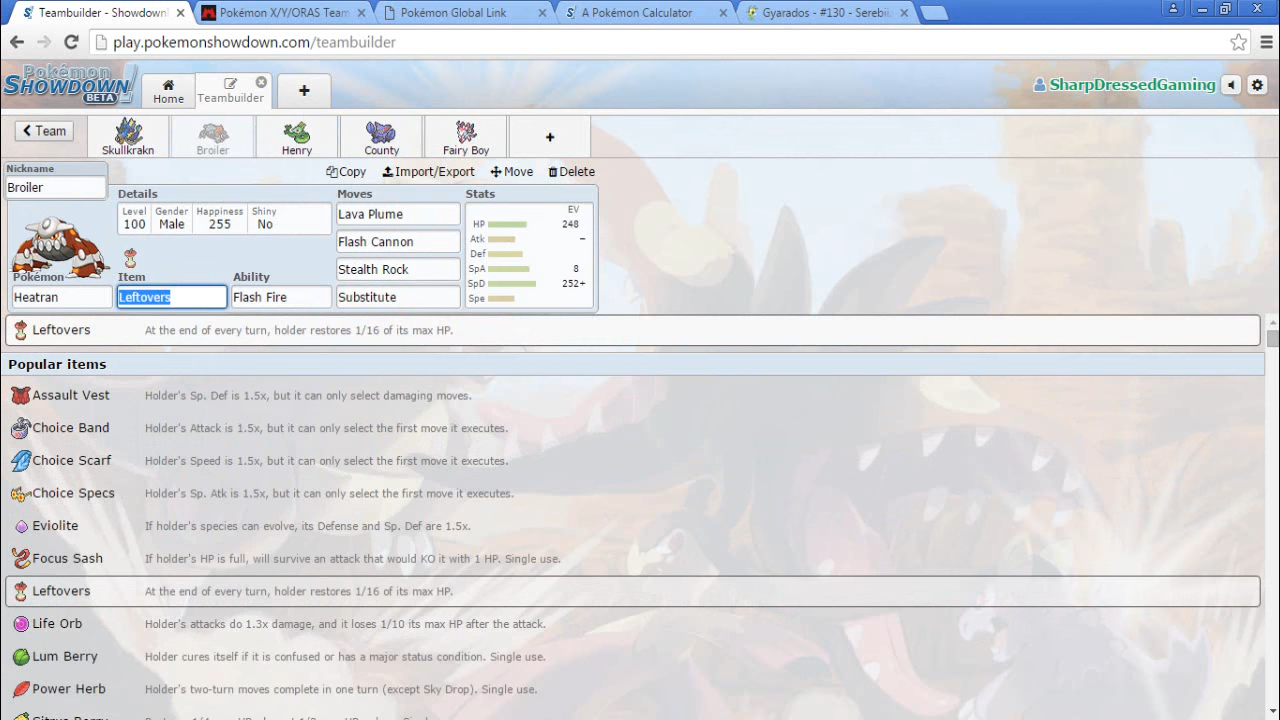 Teambuilder - Showdown!
Pokémon X/Y/ORAS Team
Pokémon Global Link
A Pokémon Calculator
Gyarados - #130 - Serebii
play.pokemonshowdown.com/teambuilder
Pokémon
SHOWDOWN!
BETA
Home
Teambuilder
+
SharpDressedGaming
Team
Skullkrakn
Broiler
Henry
County
Fairy Boy
+
Nickname
Broiler
Copy
Import/Export
Move
Delete
Details
Moves
Stats
Level
Gender
Happiness
Shiny
100
Male
255
No
Lava Plume
Flash Cannon
Stealth Rock
Substitute
EV
HP 248
Atk –
Def
SpA 8
SpD 252+
Spe
Pokémon
Item
Ability
Heatran
Leftovers
Flash Fire
Leftovers At the end of every turn, holder restores 1/16 of its max HP.
Popular items
Assault Vest Holder's Sp. Def is 1.5x, but it can only select damaging moves.
Choice Band Holder's Attack is 1.5x, but it can only select the first move it executes.
Choice Scarf Holder's Speed is 1.5x, but it can only select the first move it executes.
Choice Specs Holder's Sp. Atk is 1.5x, but it can only select the first move it executes.
Eviolite If holder's species can evolve, its Defense and Sp. Def are 1.5x.
Focus Sash If holder's HP is full, will survive an attack that would KO it with 1 HP. Single use.
Leftovers At the end of every turn, holder restores 1/16 of its max HP.
Life Orb Holder's attacks do 1.3x damage, and it loses 1/10 its max HP after the attack.
Lum Berry Holder cures itself if it is confused or has a major status condition. Single use.
Power Herb Holder's two-turn moves complete in one turn (except Sky Drop). Single use.
Citrus Berry